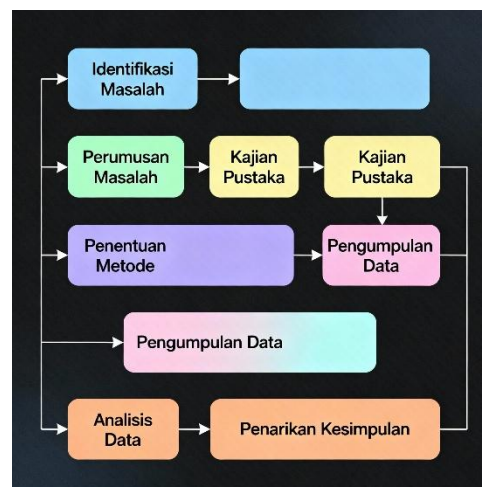 Identifikasi
Masalah
Perumusan
Masalah
Kajian
Pustaka
Kajian
Pustaka
Penentuan
Metode
Pengumpulan
Data
Pengumpulan Data
Analisis
Data
Penarikan Kesimpulan